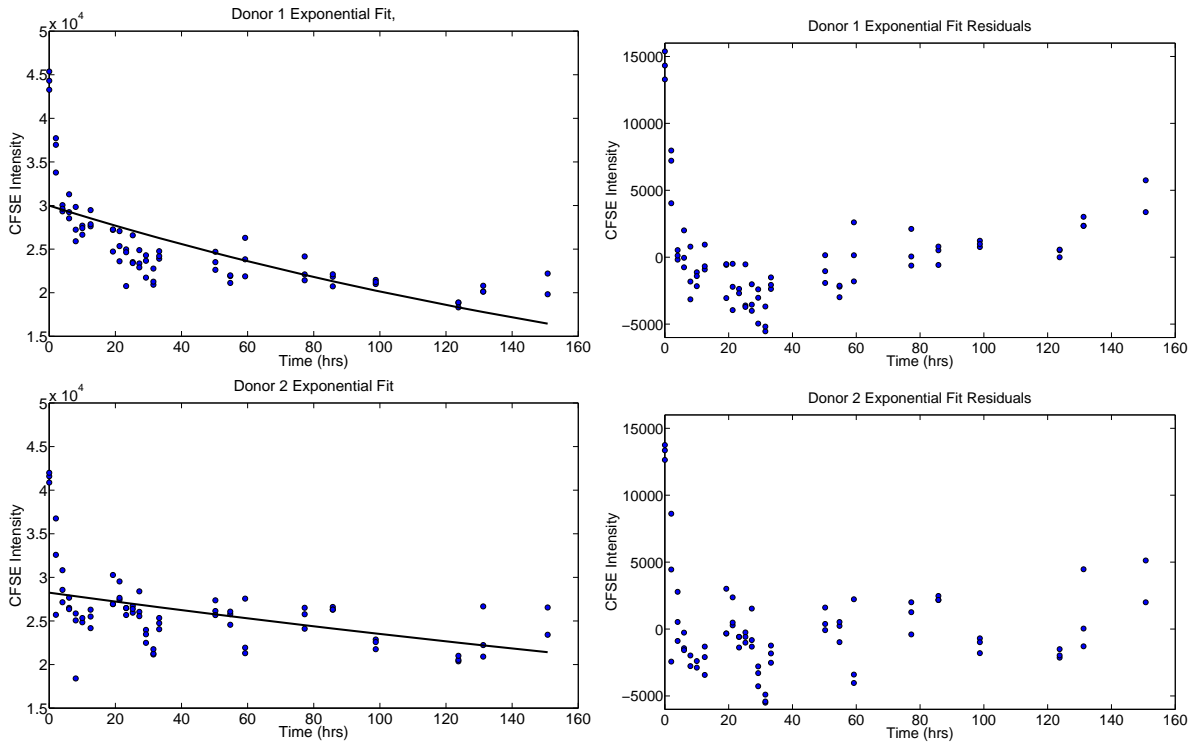 Donor 1 Exponential Fit,
x 10^4
5
4.5
4
3.5
3
2.5
2
1.5
CFSE Intensity
0 20 40 60 80 100 120 140 160
Time (hrs)
Donor 1 Exponential Fit Residuals
15000
10000
5000
0
−5000
CFSE Intensity
0 20 40 60 80 100 120 140 160
Time (hrs)
Donor 2 Exponential Fit
x 10^4
5
4.5
4
3.5
3
2.5
2
1.5
CFSE Intensity
0 20 40 60 80 100 120 140 160
Time (hrs)
Donor 2 Exponential Fit Residuals
15000
10000
5000
0
−5000
CFSE Intensity
0 20 40 60 80 100 120 140 160
Time (hrs)